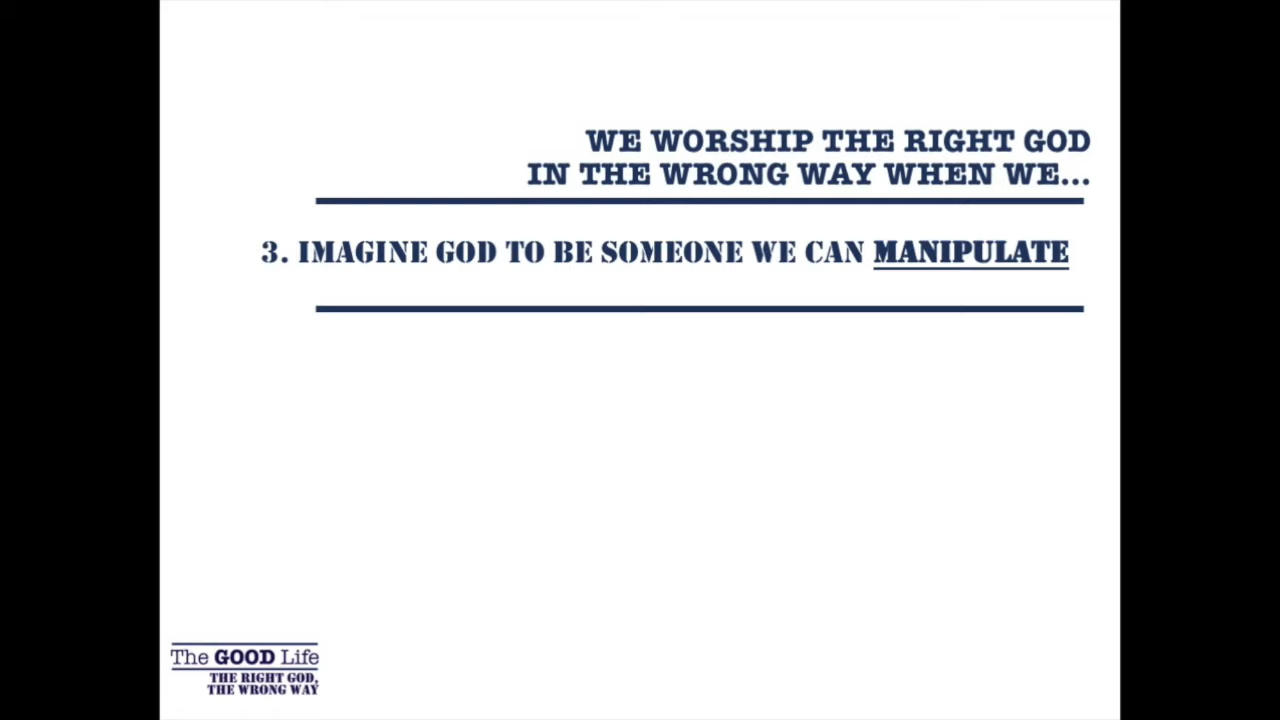 WE WORSHIP THE RIGHT GOD
IN THE WRONG WAY WHEN WE...
3. IMAGINE GOD TO BE SOMEONE WE CAN MANIPULATE
The GOOD Life
THE RIGHT GOD,
THE WRONG WAY